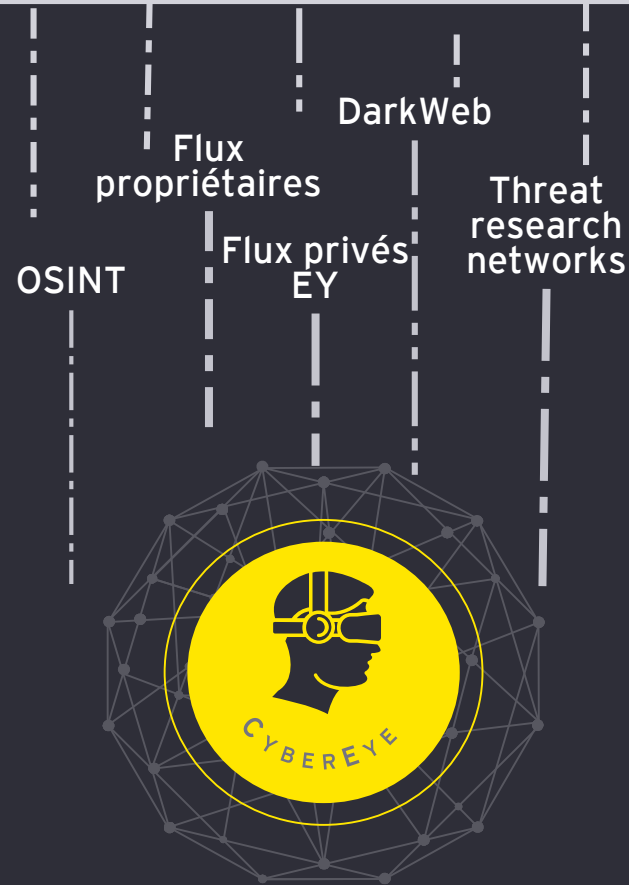 DarkWeb
Flux
propriétaires
Threat
research
networks
Flux privés
EY
OSINT
CYBEREYE